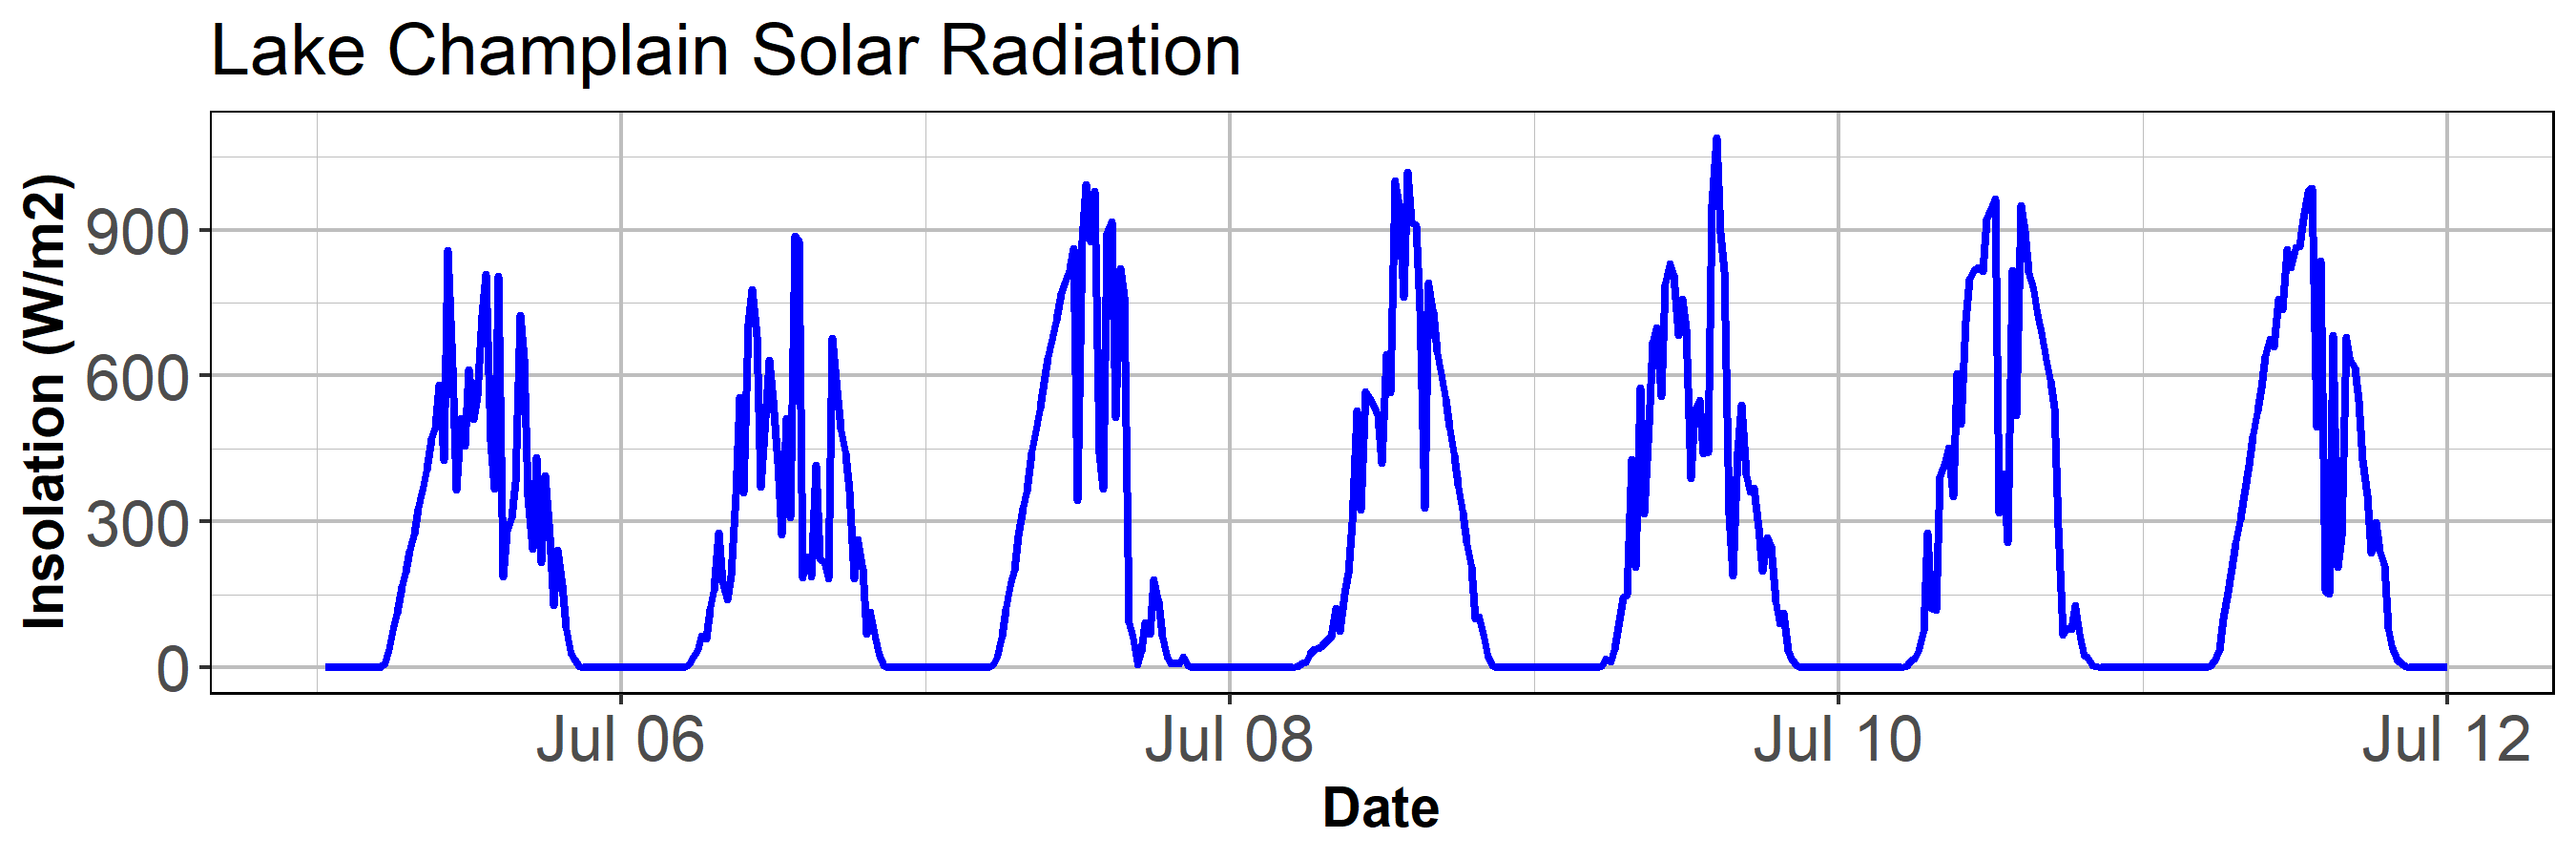 Lake Champlain Solar Radiation
Insolation (W/m2)
900
600
300
0
Jul 06
Jul 08
Jul 10
Jul 12
Date